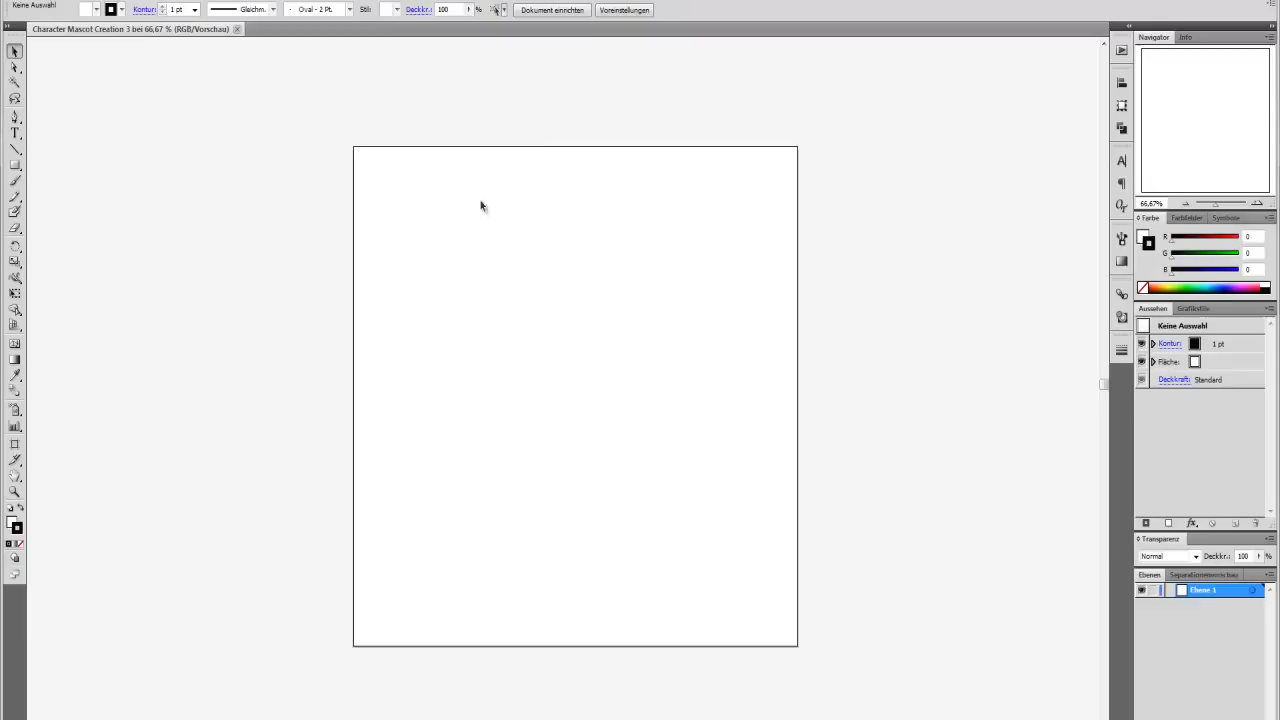 Keine Auswahl
Kontur: 1 pt Gleichm. Oval - 2 Pt. Stil: Deckkr.: 100 % Dokument einrichten Voreinstellungen
Character Mascot Creation 3 bei 66,67 % (RGB/Vorschau)
Navigator Info
66,67%
Farbe Farbfelder Symbole
R 0
G 0
B 0
Aussehen Grafikstile
Keine Auswahl
Kontur: 1 pt
Fläche:
Deckkraft: Standard
fx
Transparenz
Normal Deckkr.: 100 %
Ebenen Separationenvorschau
Ebene 1